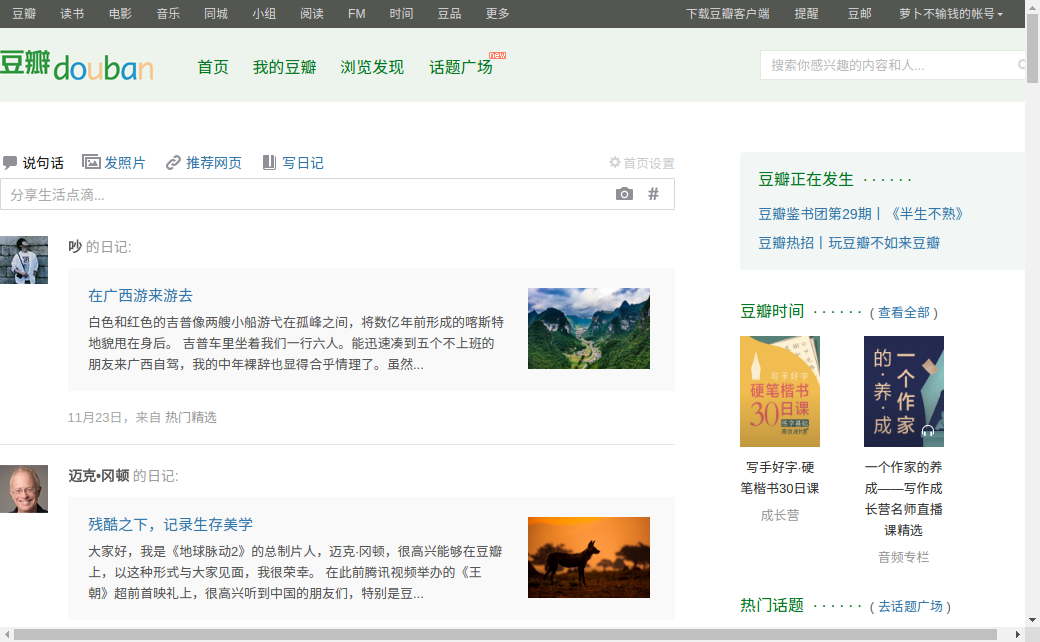 豆瓣 读书 电影 音乐 同城 小组 阅读 FM 时间 豆品 更多 下载豆瓣客户端 提醒 豆邮 萝卜不输钱的帐号
豆瓣douban 首页 我的豆瓣 浏览发现 话题广场 new 搜索你感兴趣的内容和人...
说句话 发照片 推荐网页 写日记 首页设置
分享生活点滴... #
吵 的日记:
在广西游来游去
白色和红色的吉普像两艘小船游弋在孤峰之间，将数亿年前形成的喀斯特
地貌甩在身后。 吉普车里坐着我们一行六人。能迅速凑到五个不上班的
朋友来广西自驾，我的中年裸辞也显得合乎情理了。虽然...
11月23日，来自 热门精选
迈克•冈顿 的日记:
残酷之下，记录生存美学
大家好，我是《地球脉动2》的总制片人，迈克·冈顿，很高兴能够在豆瓣
上，以这种形式与大家见面，我很荣幸。 在此前腾讯视频举办的《王
朝》超前首映礼上，很高兴听到中国的朋友们，特别是豆...
豆瓣正在发生 · · · · · ·
豆瓣鉴书团第29期丨《半生不熟》
豆瓣热招丨玩豆瓣不如来豆瓣
豆瓣时间 · · · · · · ( 查看全部 )
写手好字
硬笔楷书
30日课
练字基础
一个作家
的·养·成
写手好字·硬
笔楷书30日课
成长营
一个作家的养
成——写作成
长营名师直播
课精选
音频专栏
热门话题 · · · · · · ( 去话题广场 )